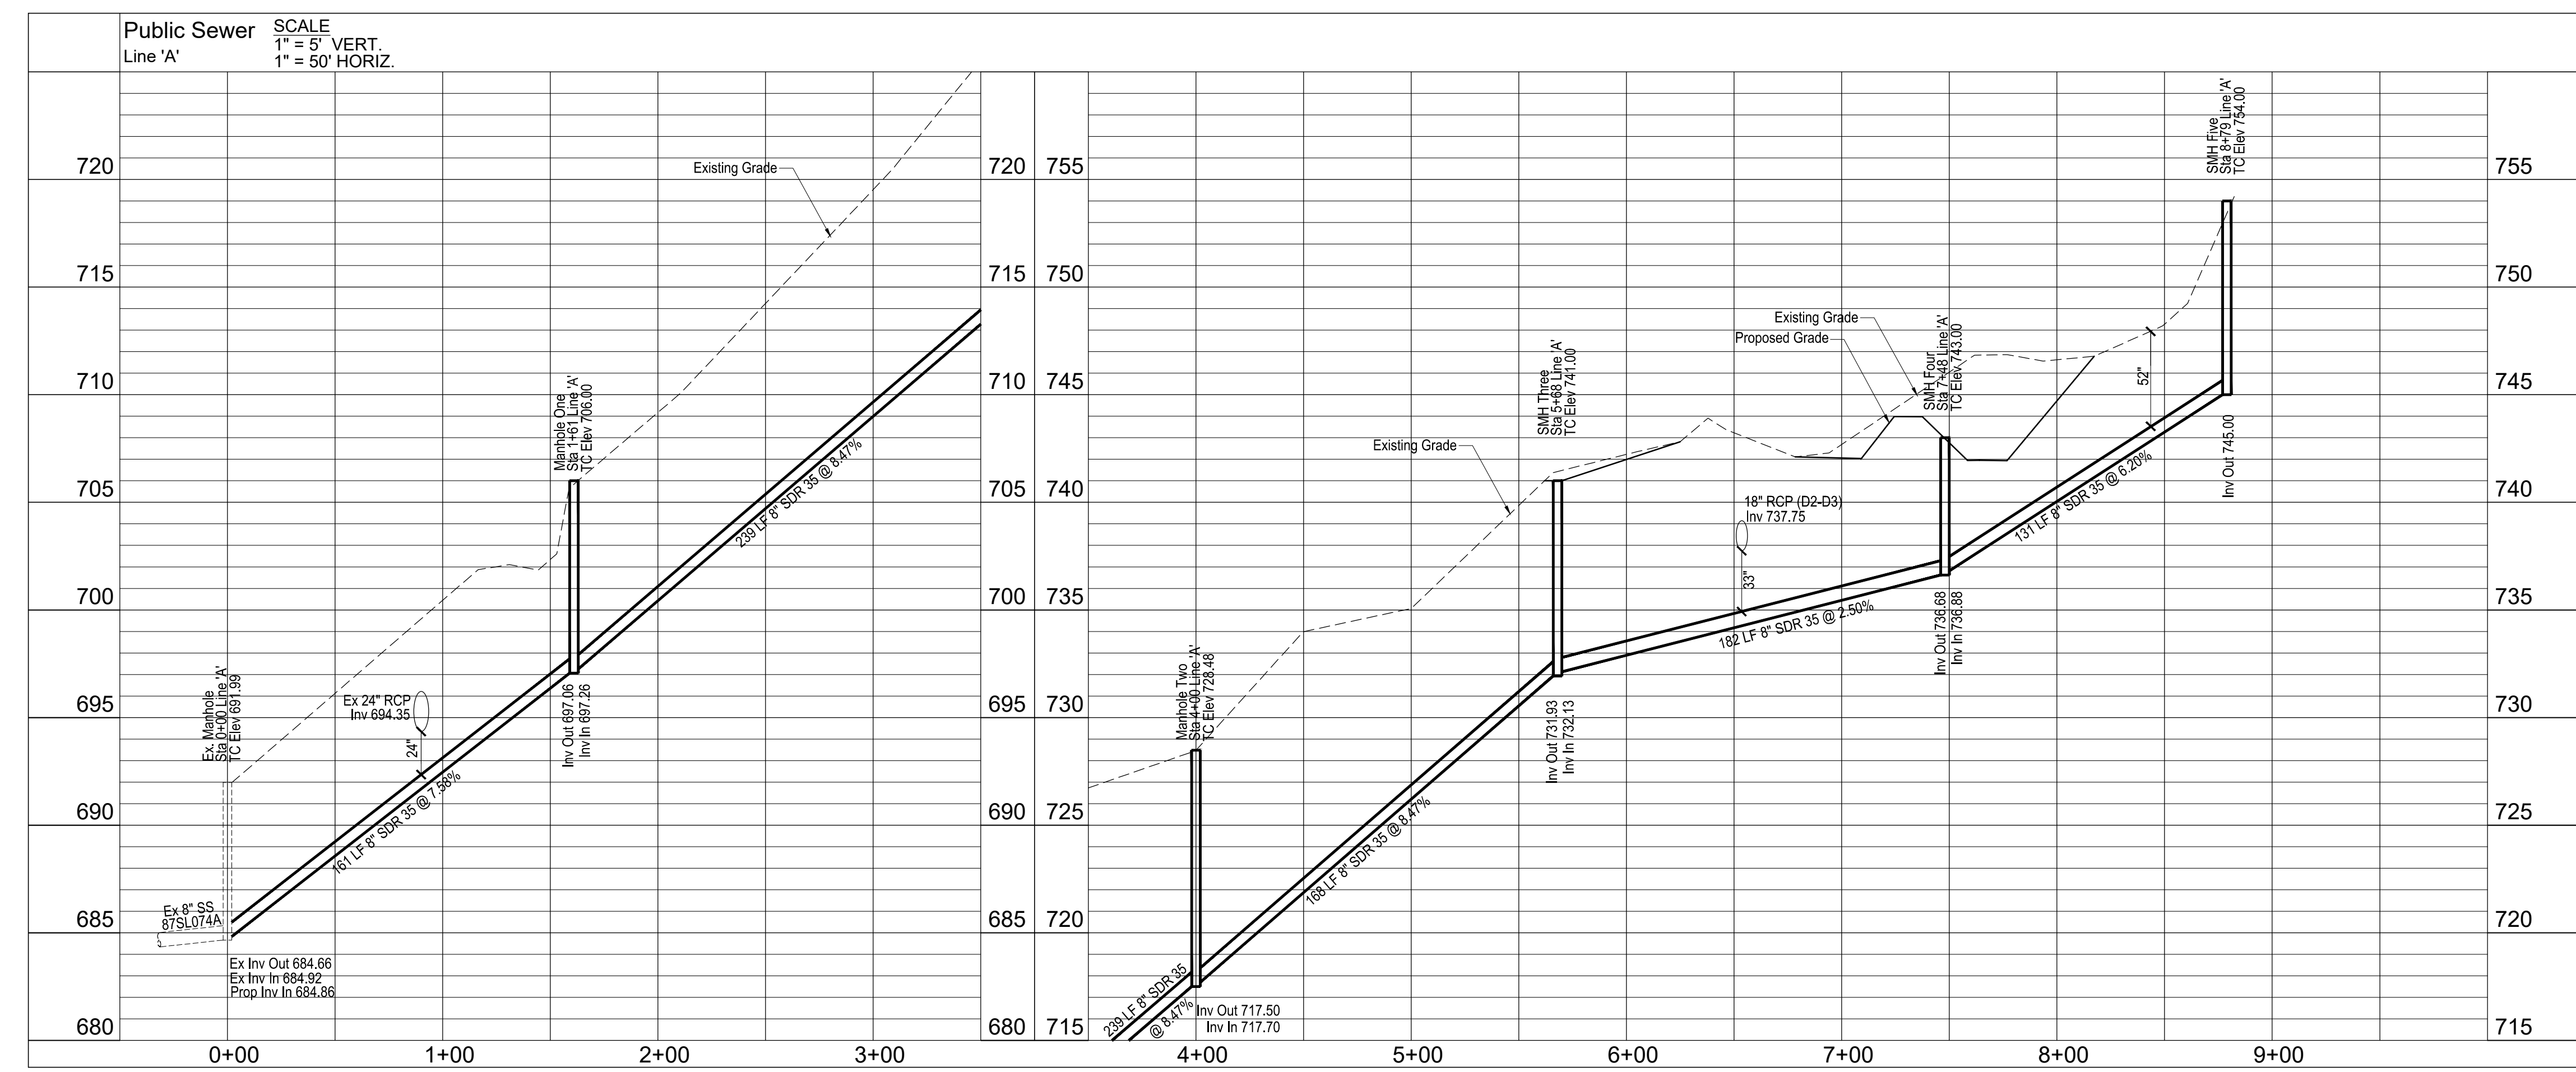 Public Sewer
Line 'A'
SCALE
1" = 5' VERT.
1" = 50' HORIZ.
720
715
710
705
700
695
690
685
680
Existing Grade
Manhole One
Sta 1+61 Line 'A'
TC Elev 706.00
239 LF 8" SDR 35 @ 8.47%
Ex. Manhole
Sta 0+00 Line 'A'
TC Elev 691.99
Ex 24" RCP
Inv 694.35
24"
Inv Out 697.06
Inv In 697.26
161 LF 8" SDR 35 @ 7.58%
Ex 8" SS
87SL074A
Ex Inv Out 684.66
Ex Inv In 684.92
Prop Inv In 684.86
0+00
1+00
2+00
3+00
720
715
710
705
700
695
690
685
680
755
750
745
740
735
730
725
720
715
Manhole Two
Sta 4+00 Line 'A'
TC Elev 728.48
239 LF 8" SDR 35
@ 8.47%
Inv Out 717.50
Inv In 717.70
Existing Grade
168 LF 8" SDR 35 @ 8.47%
SMH Three
Sta 5+68 Line 'A'
TC Elev 741.00
Inv Out 731.93
Inv In 732.13
18" RCP (D2-D3)
Inv 737.75
33"
182 LF 8" SDR 35 @ 2.50%
Existing Grade
Proposed Grade
SMH Four
Sta 7+48 Line 'A'
TC Elev 743.00
Inv Out 736.68
Inv In 736.88
131 LF 8" SDR 35 @ 6.20%
52"
SMH Five
Sta 8+79 Line 'A'
TC Elev 754.00
Inv Out 745.00
4+00
5+00
6+00
7+00
8+00
9+00
755
750
745
740
735
730
725
720
715